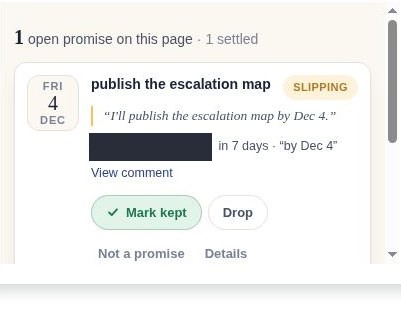 1 open promise on this page · 1 settled
FRI
4
DEC
publish the escalation map
SLIPPING
“I'll publish the escalation map by Dec 4.”
in 7 days · “by Dec 4”
View comment
Mark kept
Drop
Not a promise
Details